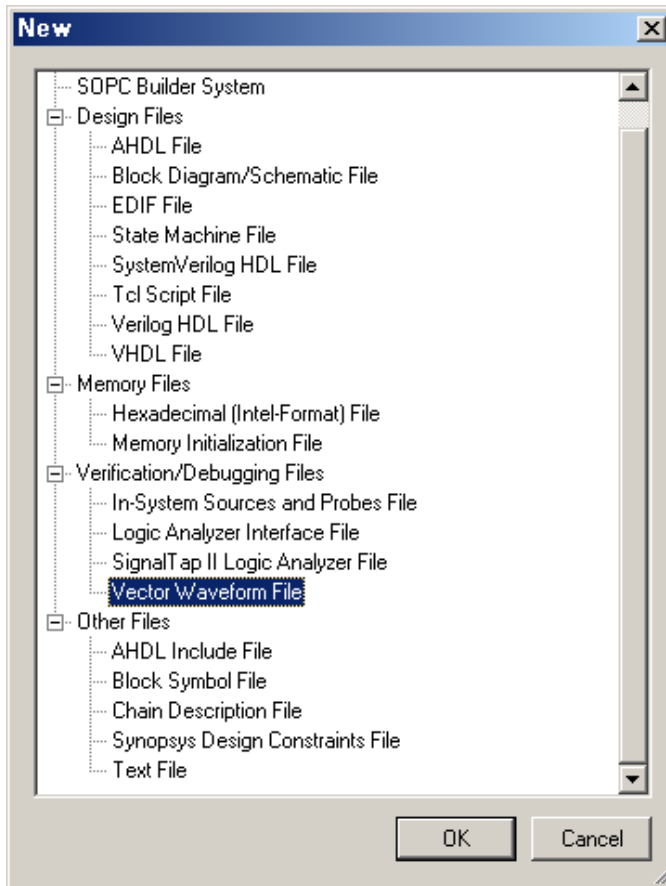 New
SOPC Builder System
Design Files
AHDL File
Block Diagram/Schematic File
EDIF File
State Machine File
SystemVerilog HDL File
Tcl Script File
Verilog HDL File
VHDL File
Memory Files
Hexadecimal (Intel-Format) File
Memory Initialization File
Verification/Debugging Files
In-System Sources and Probes File
Logic Analyzer Interface File
SignalTap II Logic Analyzer File
Vector Waveform File
Other Files
AHDL Include File
Block Symbol File
Chain Description File
Synopsys Design Constraints File
Text File
OK Cancel